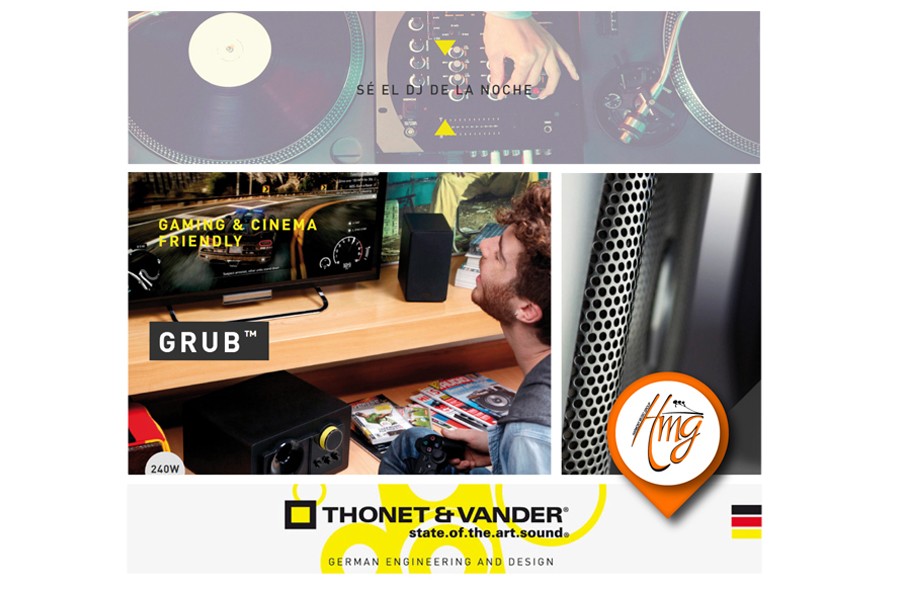 SÉ EL DJ DE LA NOCHE
GAMING & CINEMA
FRIENDLY
GRUB™
240W
Hmg
THONET & VANDER®
state.of.the.art.sound®
GERMAN ENGINEERING AND DESIGN